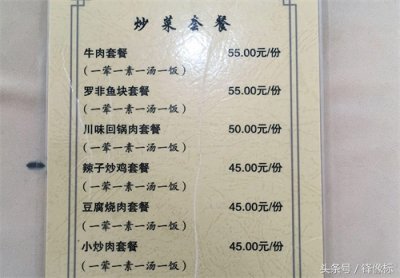 炒菜套餐
牛肉套餐 55.00元/份
(一荤一素一汤一饭)
罗非鱼块套餐 55.00元/份
(一荤一素一汤一饭)
川味回锅肉套餐 50.00元/份
(一荤一素一汤一饭)
辣子炒鸡套餐 45.00元/份
(一荤一素一汤一饭)
豆腐烧肉套餐 45.00元/份
(一荤一素一汤一饭)
小炒肉套餐 45.00元/份
(一荤一素一汤一饭)